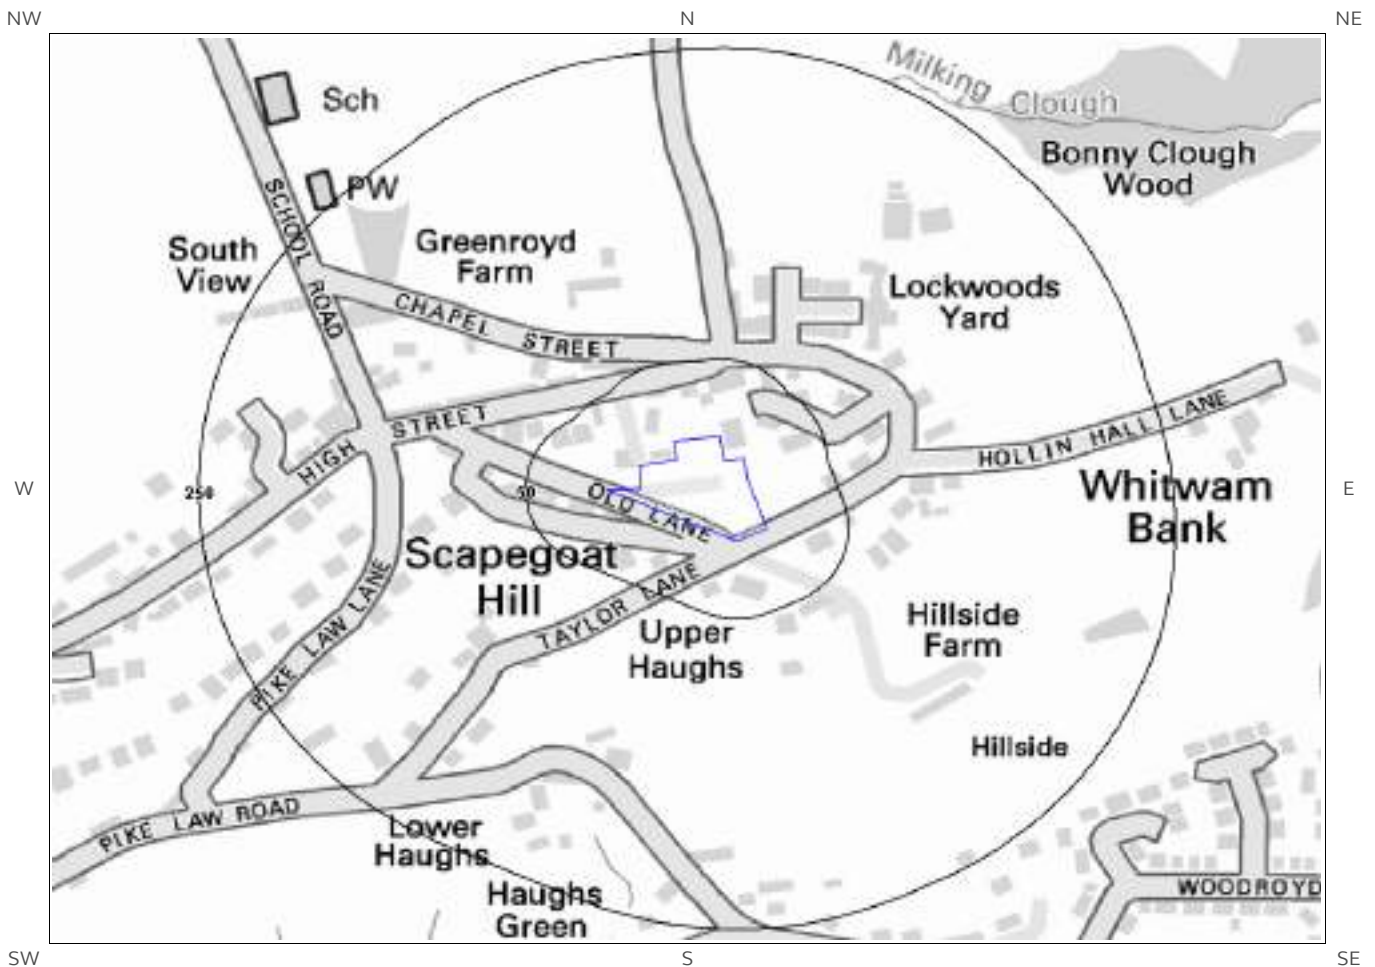 NW
N
NE
Milking
Clough
Sch
Bonny Clough
Wood
PW
SCHOOL ROAD
South
View
Greenroyd
Farm
Lockwoods
Yard
CHAPEL STREET
HIGH STREET
HOLLIN HALL LANE
W
250
50
OLD LANE
Whitwam
Bank
E
Scapegoat
Hill
PIKE LAW LANE
TAYLOR LANE
Upper
Haughs
Hillside
Farm
Hillside
PIKE LAW ROAD
Lower
Haughs
Haughs
Green
WOODROYD
SW
S
SE